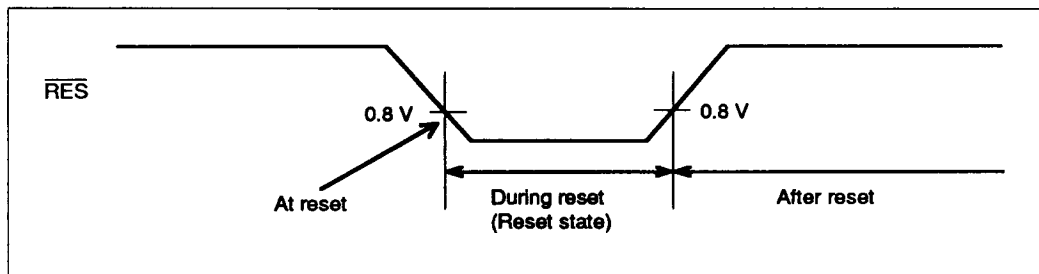 RES
0.8 V
0.8 V
At reset
During reset
(Reset state)
After reset